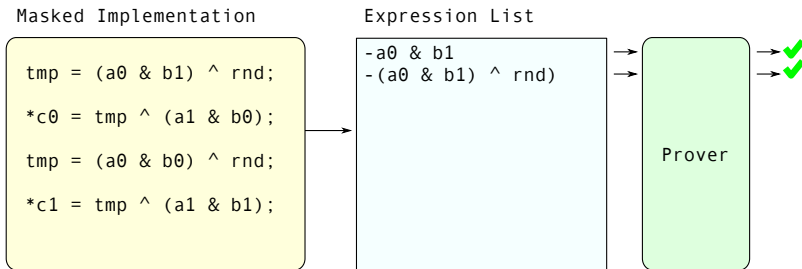 Masked Implementation
Expression List
tmp = (a0 & b1) ^ rnd;
*c0 = tmp ^ (a1 & b0);
tmp = (a0 & b0) ^ rnd;
*c1 = tmp ^ (a1 & b1);
-a0 & b1
-(a0 & b1) ^ rnd)
Prover